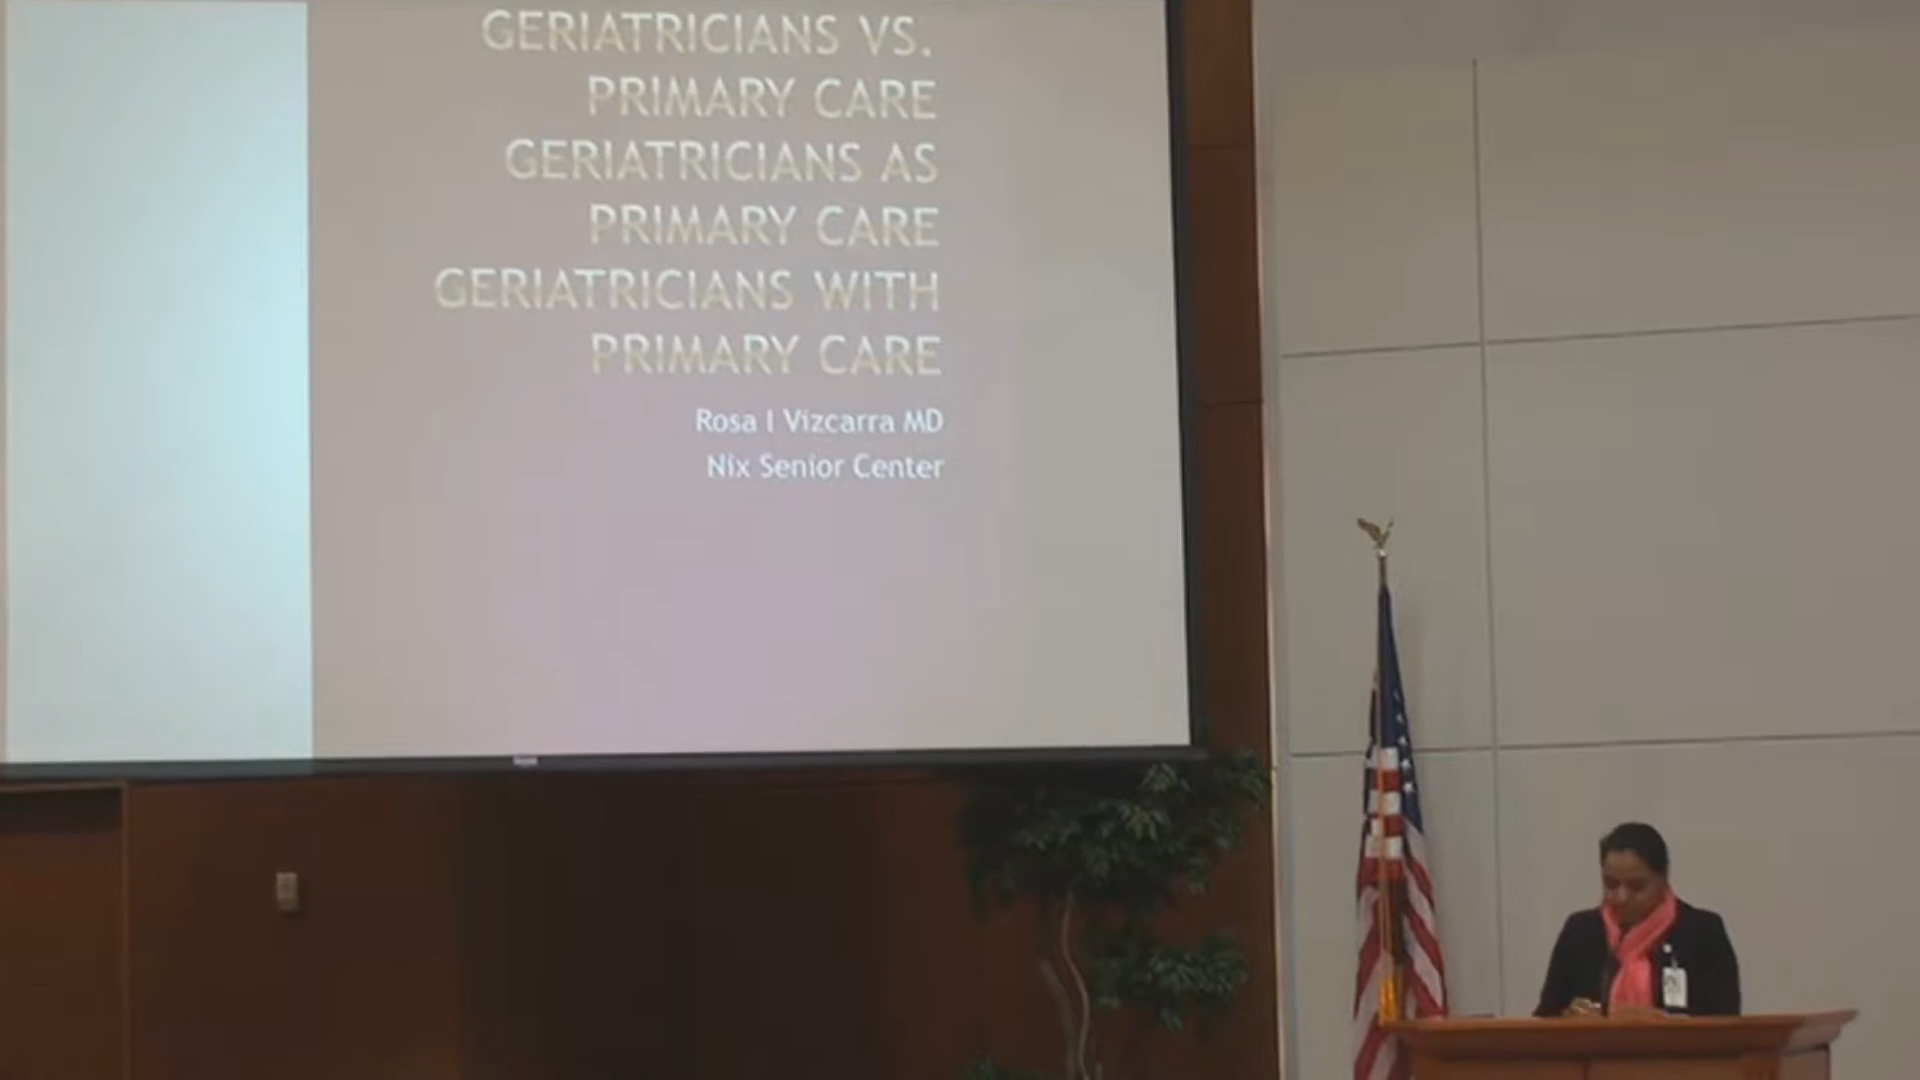 GERIATRICIANS VS.
PRIMARY CARE
GERIATRICIANS AS
PRIMARY CARE
GERIATRICIANS WITH
PRIMARY CARE
Rosa I Vizcarra MD
Nix Senior Center